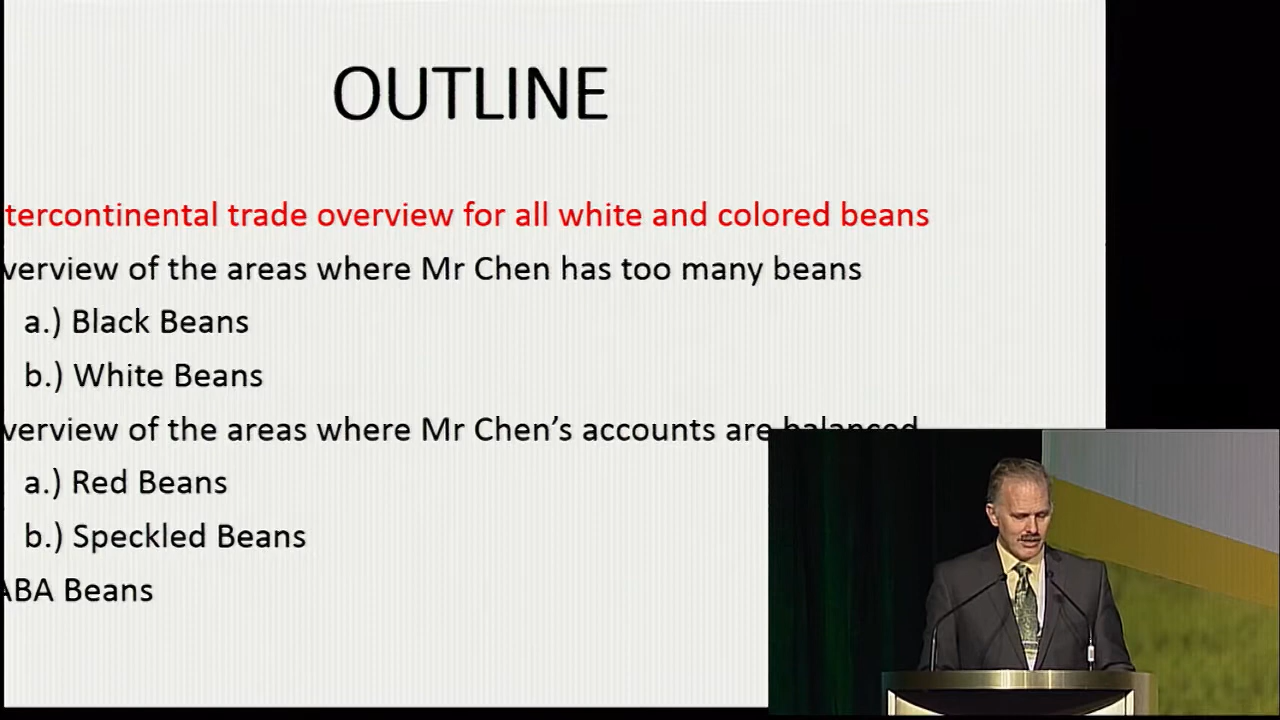 OUTLINE
tercontinental trade overview for all white and colored beans
verview of the areas where Mr Chen has too many beans
a.) Black Beans
b.) White Beans
verview of the areas where Mr Chen's accounts are balanced
a.) Red Beans
b.) Speckled Beans
ABA Beans